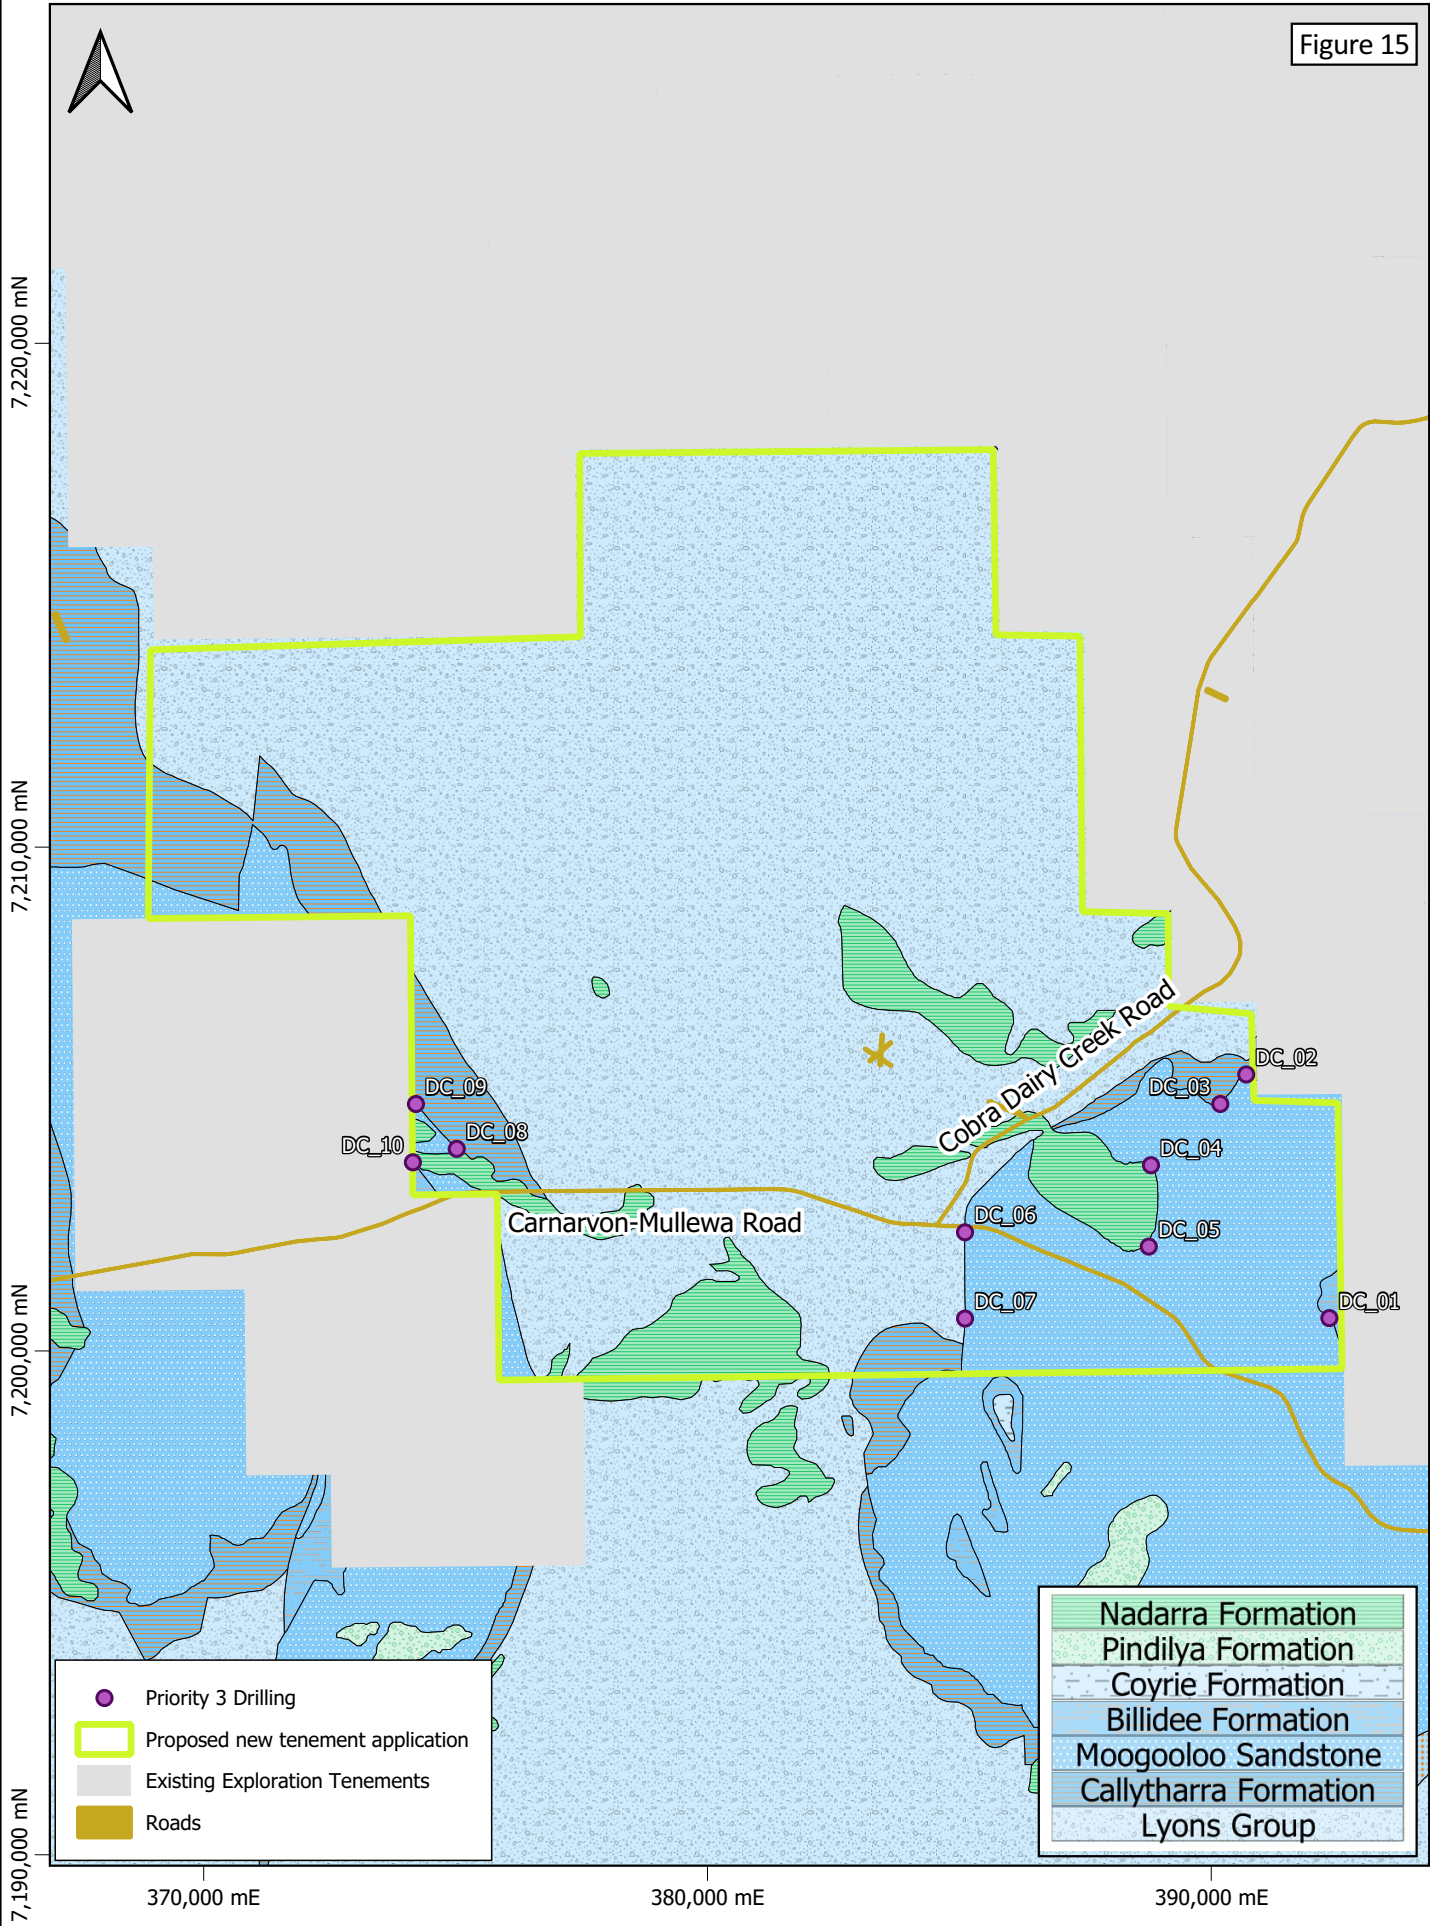 Figure 15
7,220,000 mN
7,210,000 mN
7,200,000 mN
7,190,000 mN
Cobra Dairy Creek Road
DC_02
DC_03
DC_09
DC_08
DC_10
DC_04
DC_06
DC_05
Carnarvon-Mullewa Road
DC_07
DC_01
Priority 3 Drilling
Proposed new tenement application
Existing Exploration Tenements
Roads
Nadarra Formation
Pindilya Formation
Coyrie Formation
Billidee Formation
Moogooloo Sandstone
Callytharra Formation
Lyons Group
370,000 mE
380,000 mE
390,000 mE